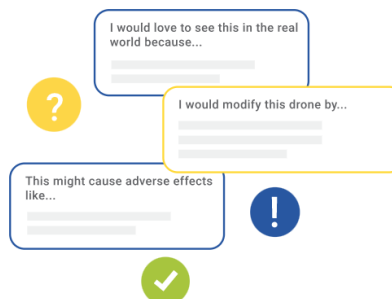 I would love to see this in the real
world because...
?
I would modify this drone by...
This might cause adverse effects
like...
!